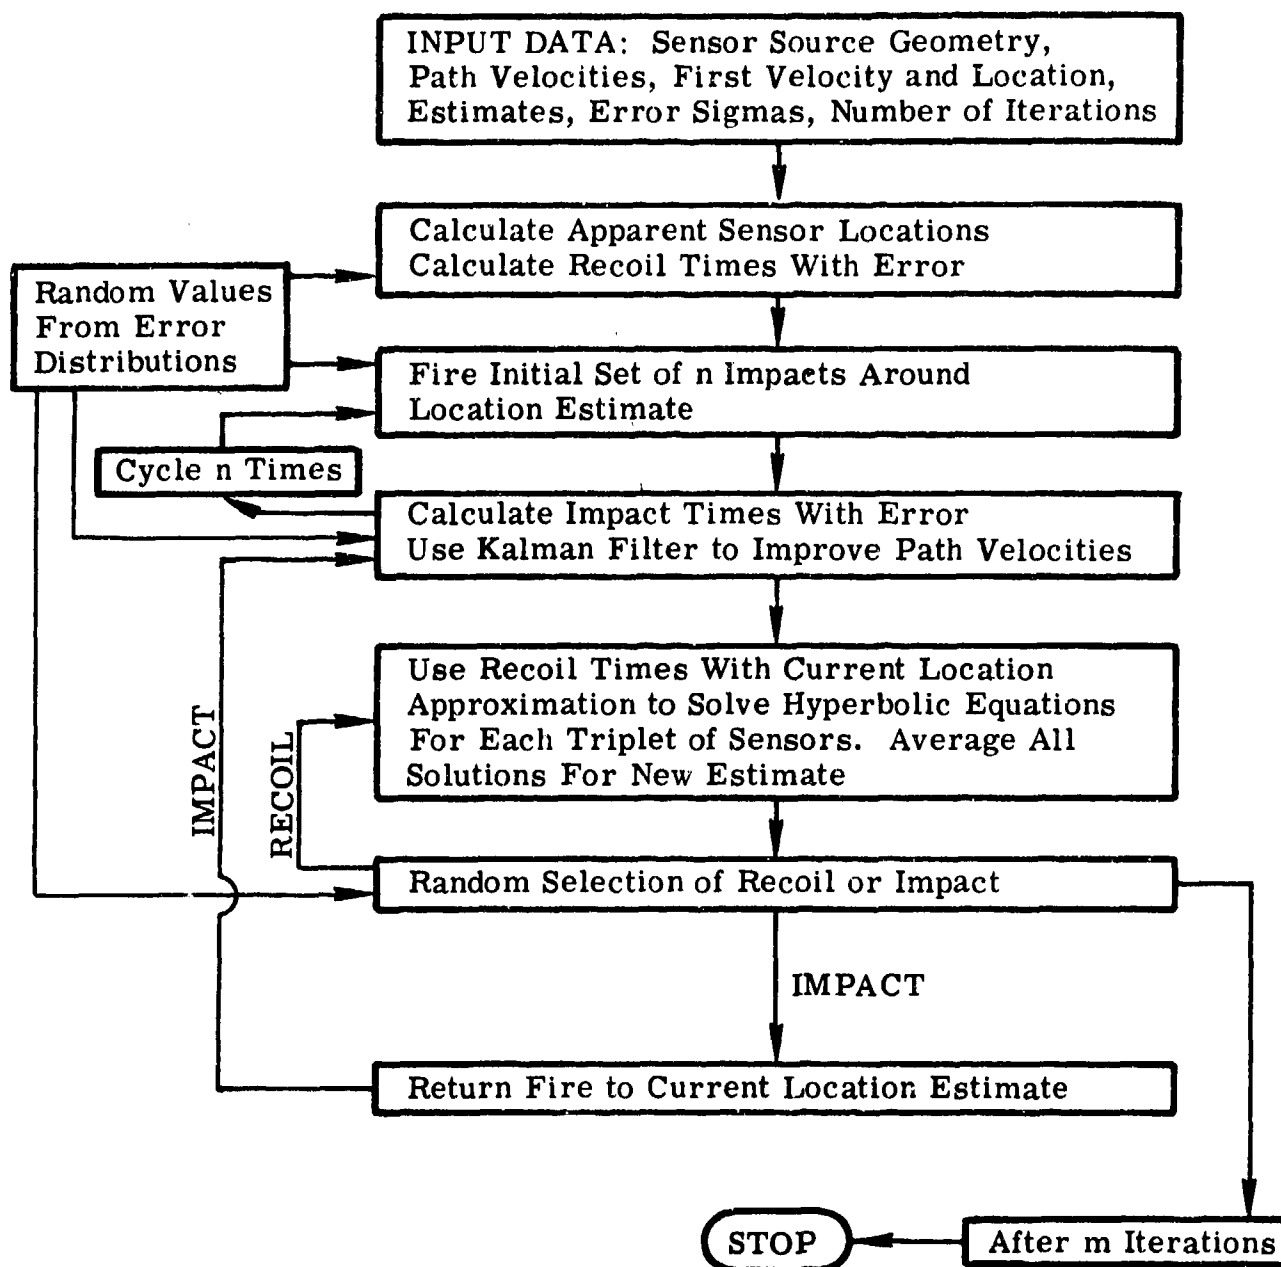 INPUT DATA: Sensor Source Geometry,
Path Velocities, First Velocity and Location,
Estimates, Error Sigmas, Number of Iterations
Calculate Apparent Sensor Locations
Calculate Recoil Times With Error
Random Values
From Error
Distributions
Fire Initial Set of n Impacts Around
Location Estimate
Cycle n Times
Calculate Impact Times With Error
Use Kalman Filter to Improve Path Velocities
Use Recoil Times With Current Location
Approximation to Solve Hyperbolic Equations
For Each Triplet of Sensors. Average All
Solutions For New Estimate
IMPACT
RECOIL
Random Selection of Recoil or Impact
IMPACT
Return Fire to Current Location Estimate
STOP
After m Iterations